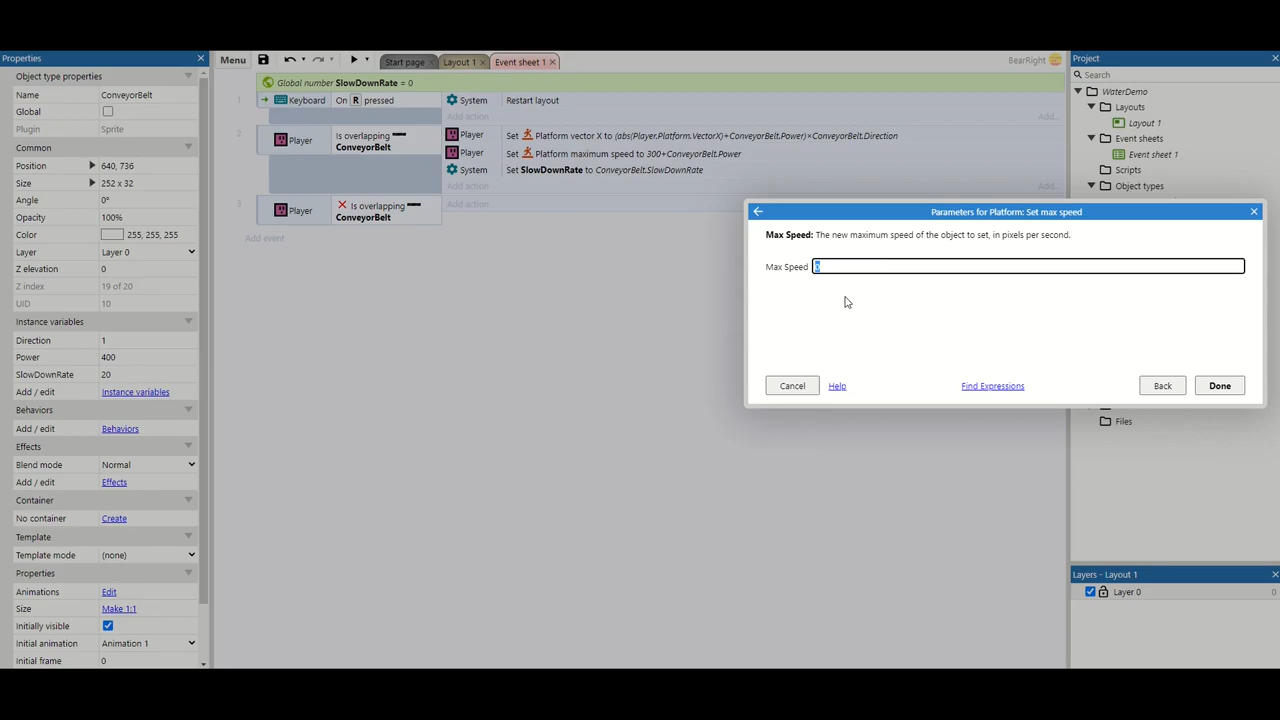 Properties
Object type properties
Name ConveyorBelt
Global
Plugin Sprite
Common
Position 640, 736
Size 252 x 32
Angle 0°
Opacity 100%
Color 255, 255, 255
Layer Layer 0
Z elevation 0
Z index 19 of 20
UID 10
Instance variables
Direction 1
Power 400
SlowDownRate 20
Add / edit Instance variables
Behaviors
Add / edit Behaviors
Effects
Blend mode Normal
Add / edit Effects
Container
No container Create
Template
Template mode (none)
Properties
Animations Edit
Size Make 1:1
Initially visible
Initial animation Animation 1
Initial frame 0
Menu
Start page
Layout 1
Event sheet 1
BearRight
Global number SlowDownRate = 0
1 Keyboard On R pressed System Restart layout
Add action Add...
2 Player Is overlapping ConveyorBelt
Player Set Platform vector X to (abs(Player.Platform.VectorX)+ConveyorBelt.Power)×ConveyorBelt.Direction
Player Set Platform maximum speed to 300+ConveyorBelt.Power
System Set SlowDownRate to ConveyorBelt.SlowDownRate
Add action Add...
3 Player Is overlapping ConveyorBelt
Add action
Add event
Parameters for Platform: Set max speed
Max Speed: The new maximum speed of the object to set, in pixels per second.
Max Speed 0
Cancel Help Find Expressions Back Done
Project
Search
WaterDemo
Layouts
Layout 1
Event sheets
Event sheet 1
Scripts
Object types
Files
Layers - Layout 1
Layer 0 0